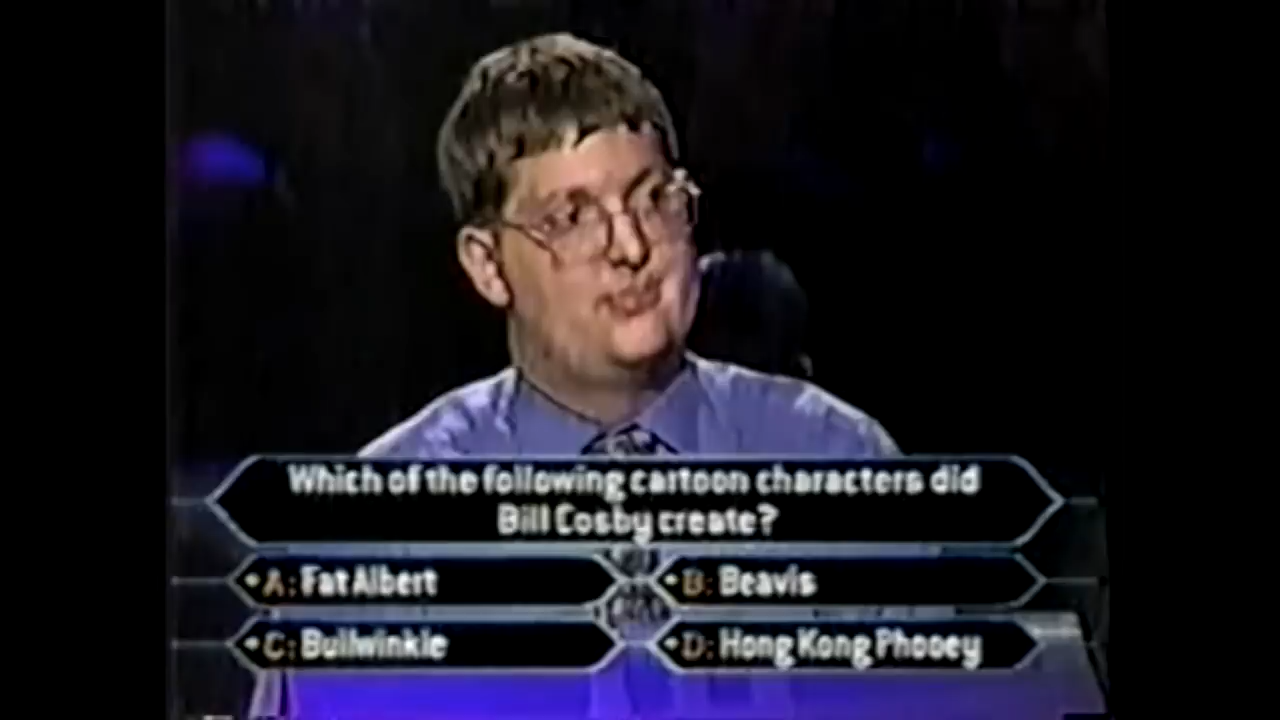 Which of the following cartoon characters did
Bill Cosby create?
A: Fat Albert
B: Beavis
C: Bullwinkle
D: Hong Kong Phooey